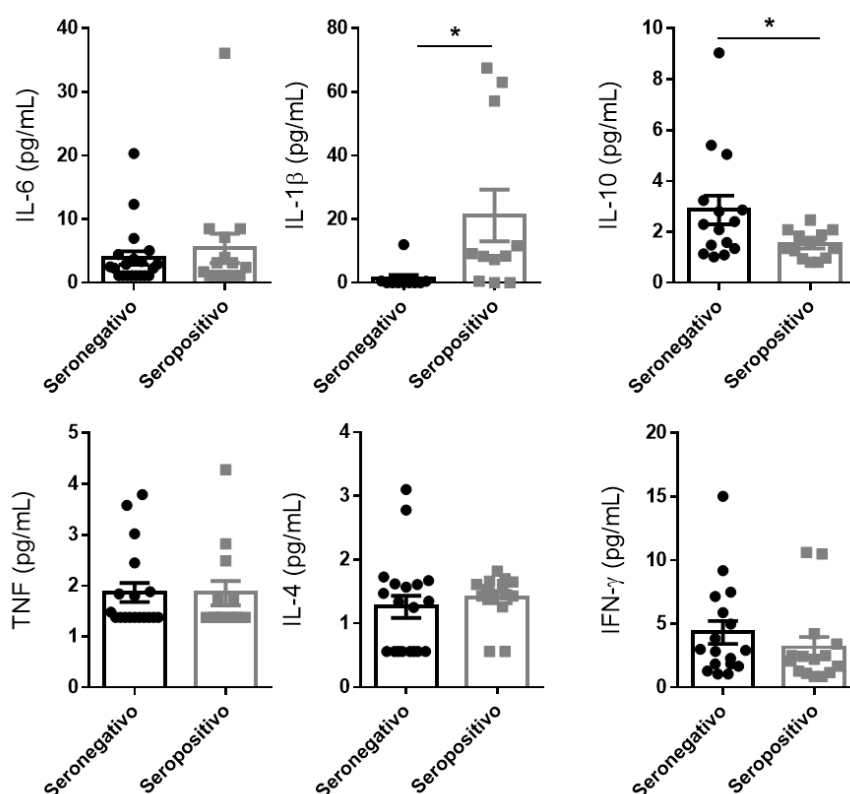 IL-6 (pg/mL)
40
30
20
10
0
Seronegativo
Seropositivo
IL-1β (pg/mL)
80
60
40
20
0
*
Seronegativo
Seropositivo
IL-10 (pg/mL)
10
8
6
4
2
0
*
Seronegativo
Seropositivo
TNF (pg/mL)
5
4
3
2
1
0
Seronegativo
Seropositivo
IL-4 (pg/mL)
4
3
2
1
0
Seronegativo
Seropositivo
IFN-γ (pg/mL)
20
15
10
5
0
Seronegativo
Seropositivo